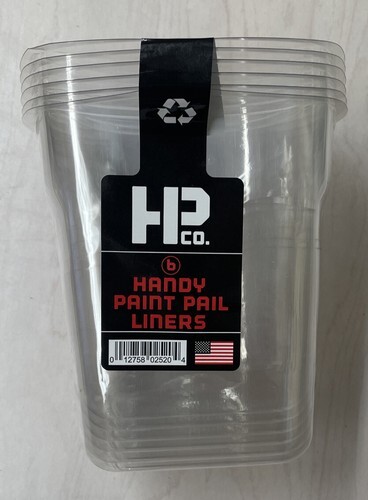 HP
CO.
b
HANDY
PAINT PAIL
LINERS
0 12758 02520 4